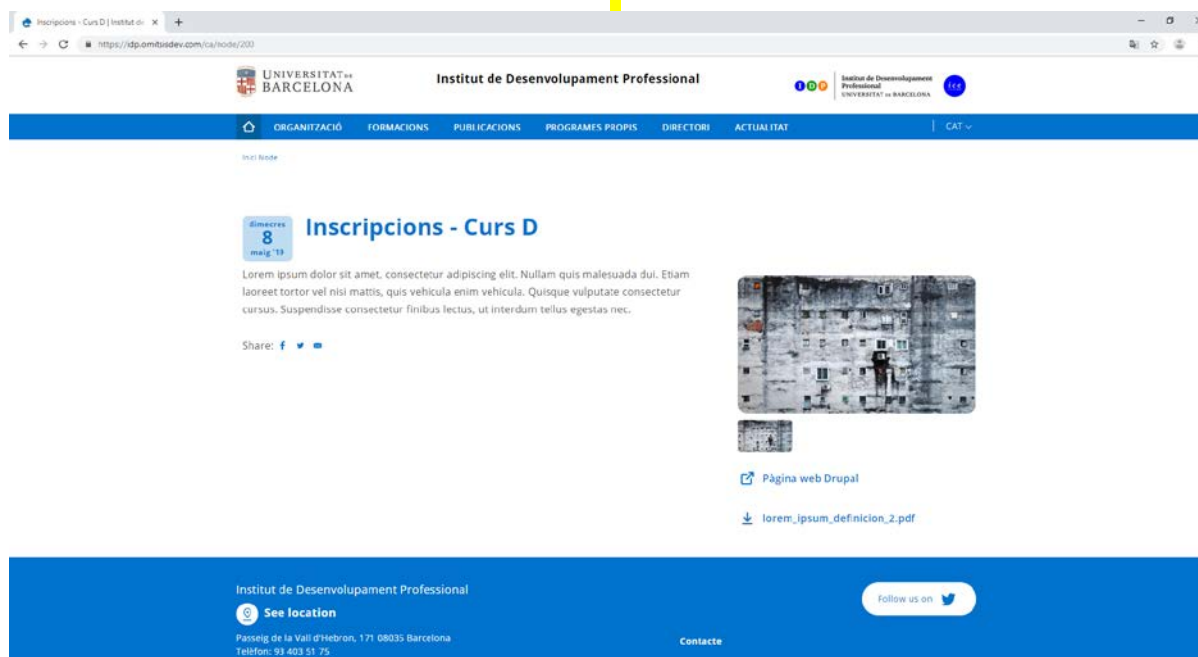 Inscripcions - Curs D | Institut de
https://idp.omitsisdev.com/ca/node/200
UNIVERSITAT DE
BARCELONA
Institut de Desenvolupament Professional
IDP
Institut de Desenvolupament
Professional
UNIVERSITAT DE BARCELONA
ice
ORGANITZACIÓ FORMACIONS PUBLICACIONS PROGRAMES PROPIS DIRECTORI ACTUALITAT CAT
Inici Node
dimecres
8
maig '19
Inscripcions - Curs D
Lorem ipsum dolor sit amet, consectetur adipiscing elit. Nullam quis malesuada dui. Etiam
laoreet tortor vel nisi mattis, quis vehicula enim vehicula. Quisque vulputate consectetur
cursus. Suspendisse consectetur finibus lectus, ut interdum tellus egestas nec.
Share:
Pàgina web Drupal
lorem_ipsum_definicion_2.pdf
Institut de Desenvolupament Professional
See location
Passeig de la Vall d'Hebron, 171 08035 Barcelona
Telèfon: 93 403 51 75
Contacte
Follow us on